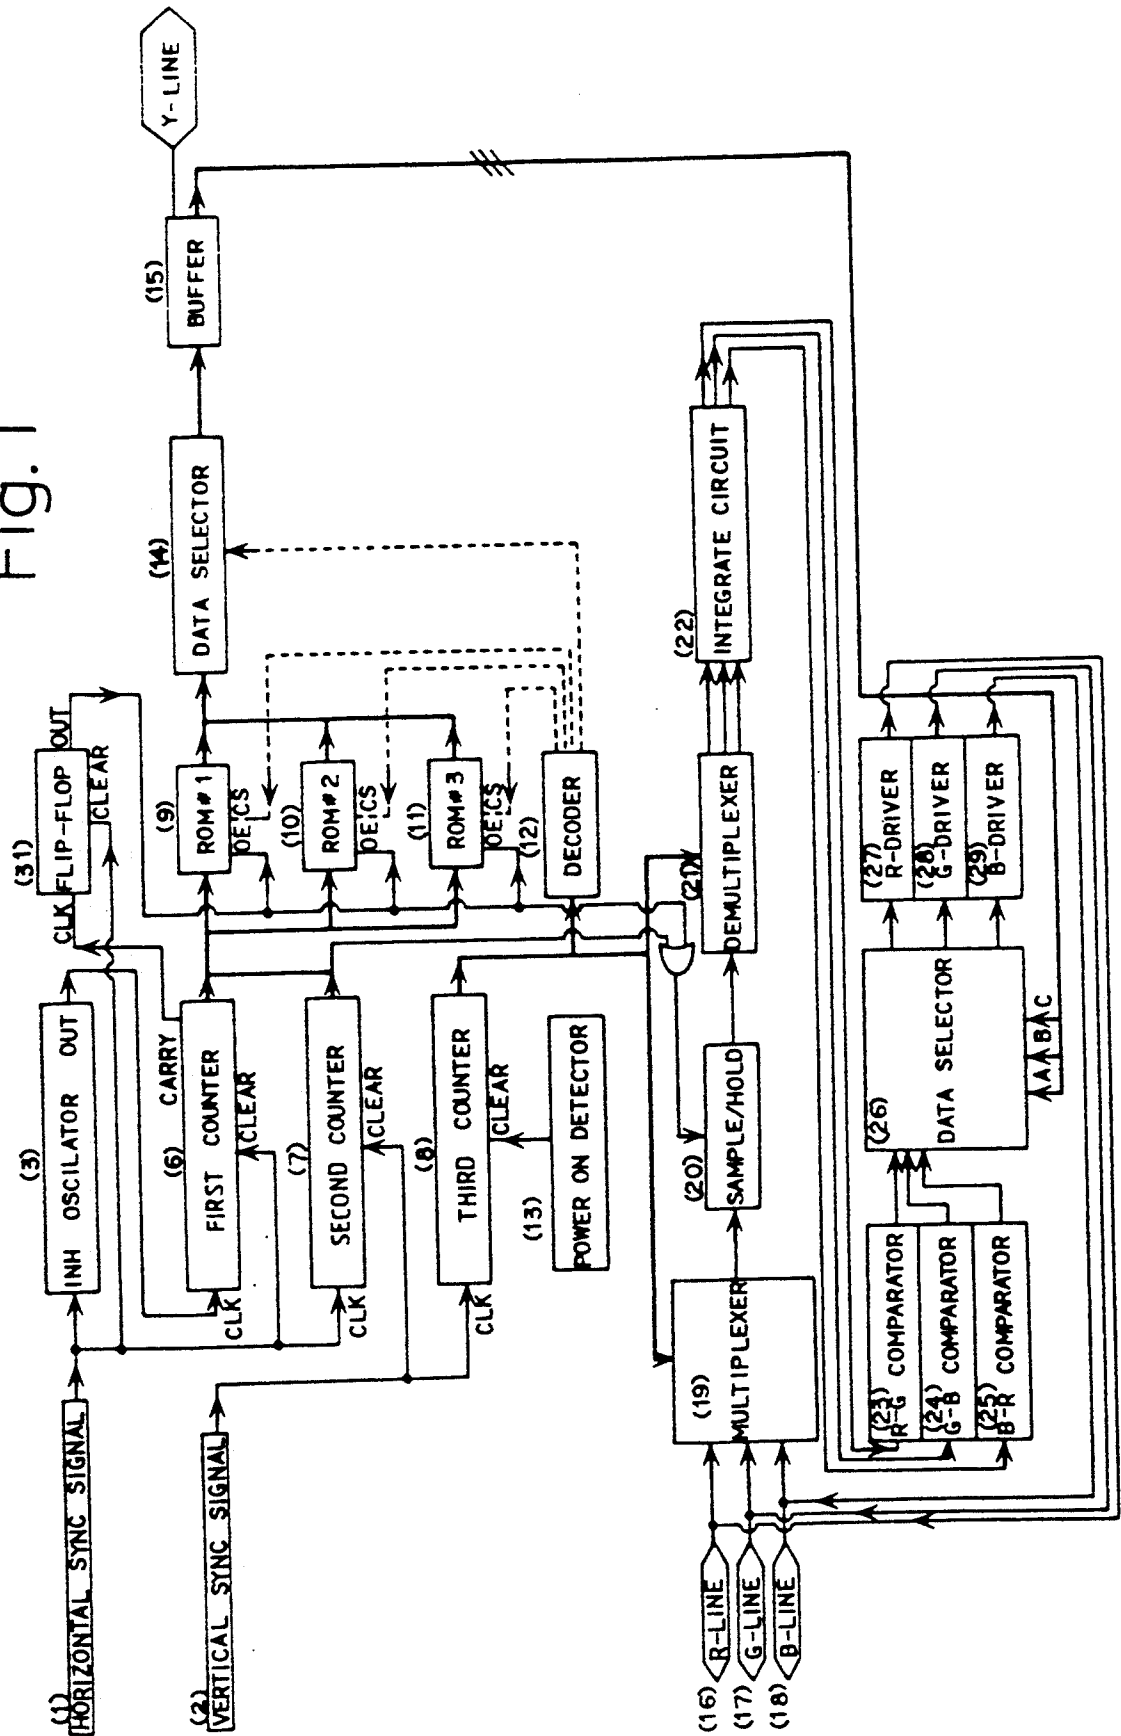 Fig. 1
(1)
HORIZONTAL SYNC SIGNAL
(2)
VERTICAL SYNC SIGNAL
(3)
INH OSCILATOR OUT
(31)
CLK FLIP-FLOP OUT
CLEAR
CARRY
(6)
FIRST COUNTER
CLK
CLEAR
(7)
SECOND COUNTER
CLK
CLEAR
(8)
THIRD COUNTER
CLK
CLEAR
(13)
POWER ON DETECTOR
(9)
ROM#1
OE;CS
(10)
ROM#2
OE;CS
(11)
ROM#3
OE;CS
(12)
DECODER
(14)
DATA SELECTOR
(15)
BUFFER
Y-LINE
(16) R-LINE
(17) G-LINE
(18) B-LINE
(19)
MULTIPLEXER
(20)
SAMPLE/HOLD
(21)
DEMULTIPLEXER
(22)
INTEGRATE CIRCUIT
(23)
R-G COMPARATOR
(24)
G-B COMPARATOR
(25)
B-R COMPARATOR
(26)
DATA SELECTOR
A B C
(27)
R-DRIVER
(28)
G-DRIVER
(29)
B-DRIVER